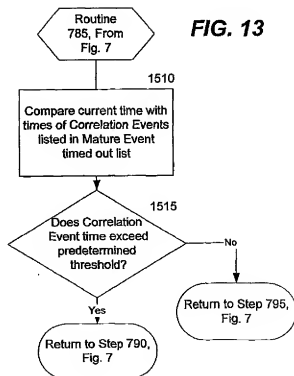 Routine
785, From
Fig. 7
FIG. 13
1510
Compare current time with
times of Correlation Events
listed in Mature Event
timed out list
1515
Does Correlation
Event time exceed
predetermined
threshold?
No
Yes
Return to Step 795,
Fig. 7
Return to Step 790,
Fig. 7